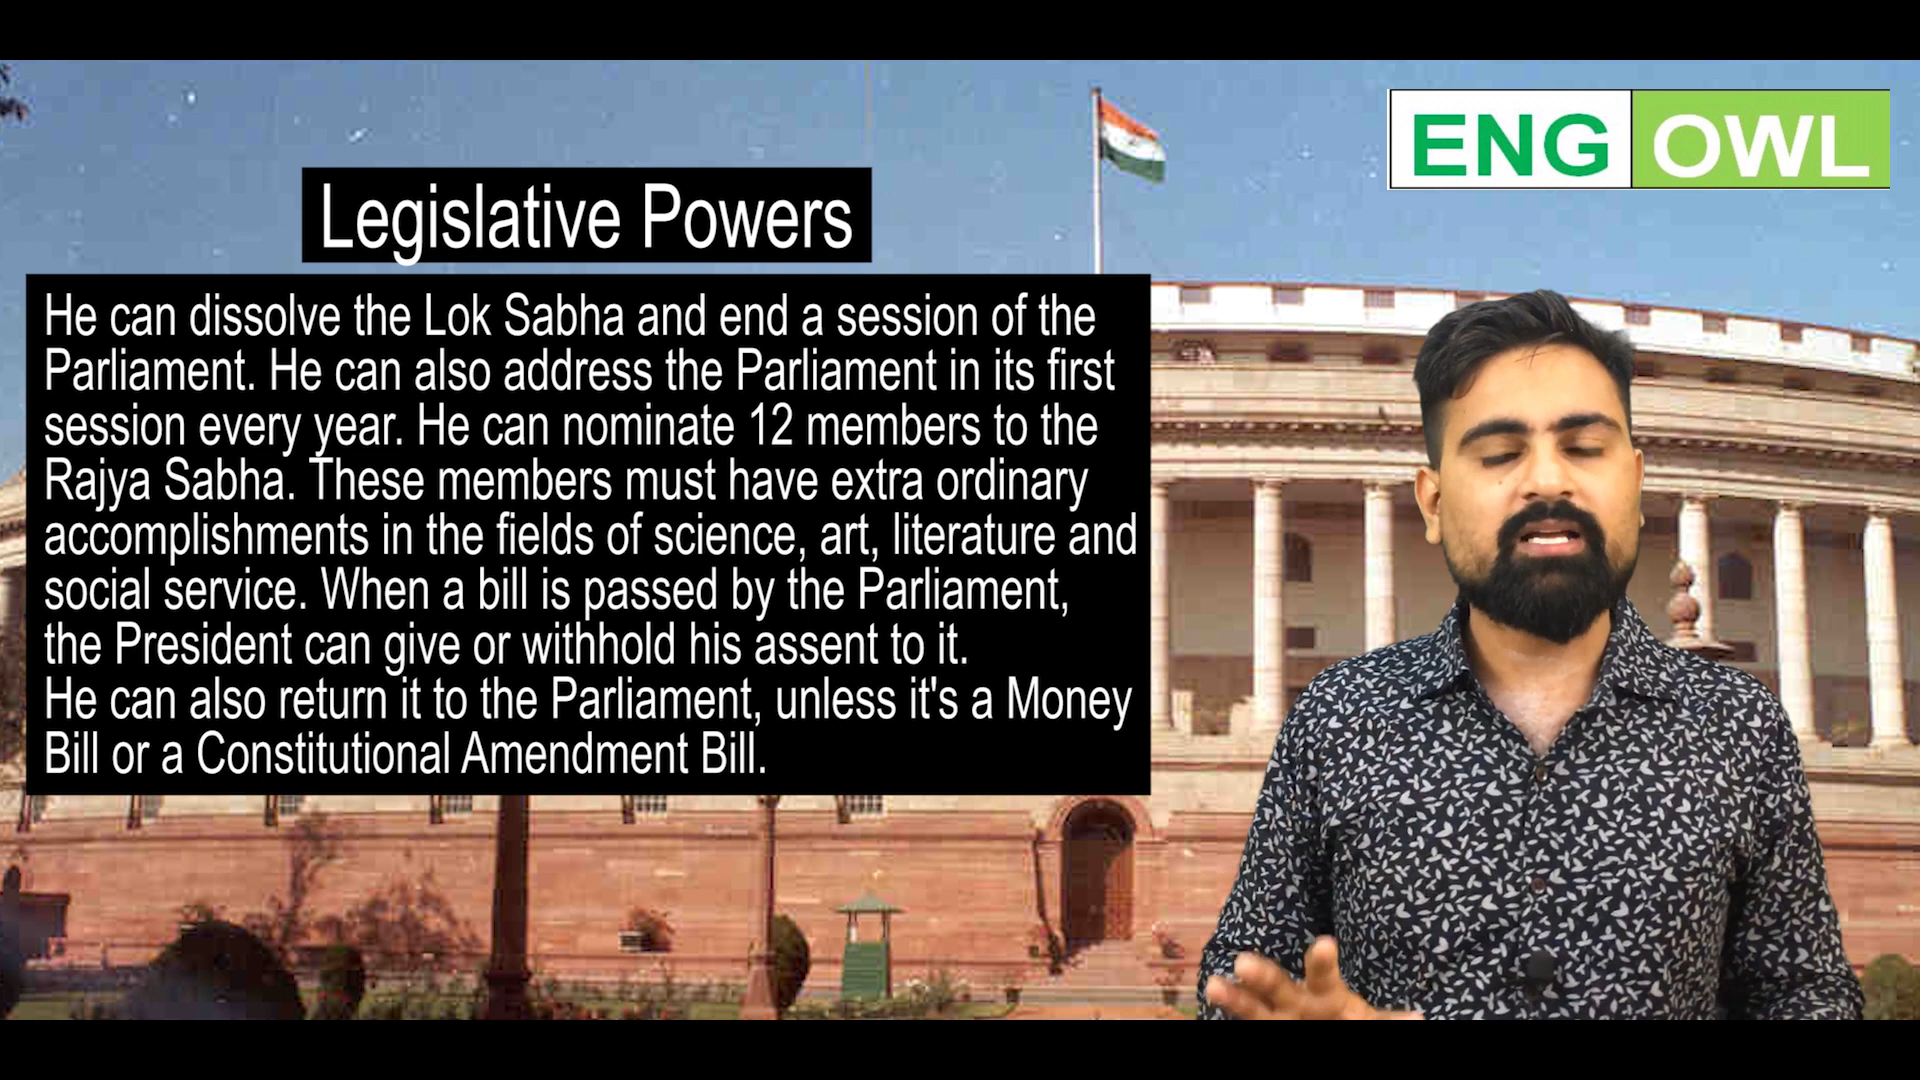 ENG OWL
Legislative Powers
He can dissolve the Lok Sabha and end a session of the
Parliament. He can also address the Parliament in its first
session every year. He can nominate 12 members to the
Rajya Sabha. These members must have extra ordinary
accomplishments in the fields of science, art, literature and
social service. When a bill is passed by the Parliament,
the President can give or withhold his assent to it.
He can also return it to the Parliament, unless it's a Money
Bill or a Constitutional Amendment Bill.